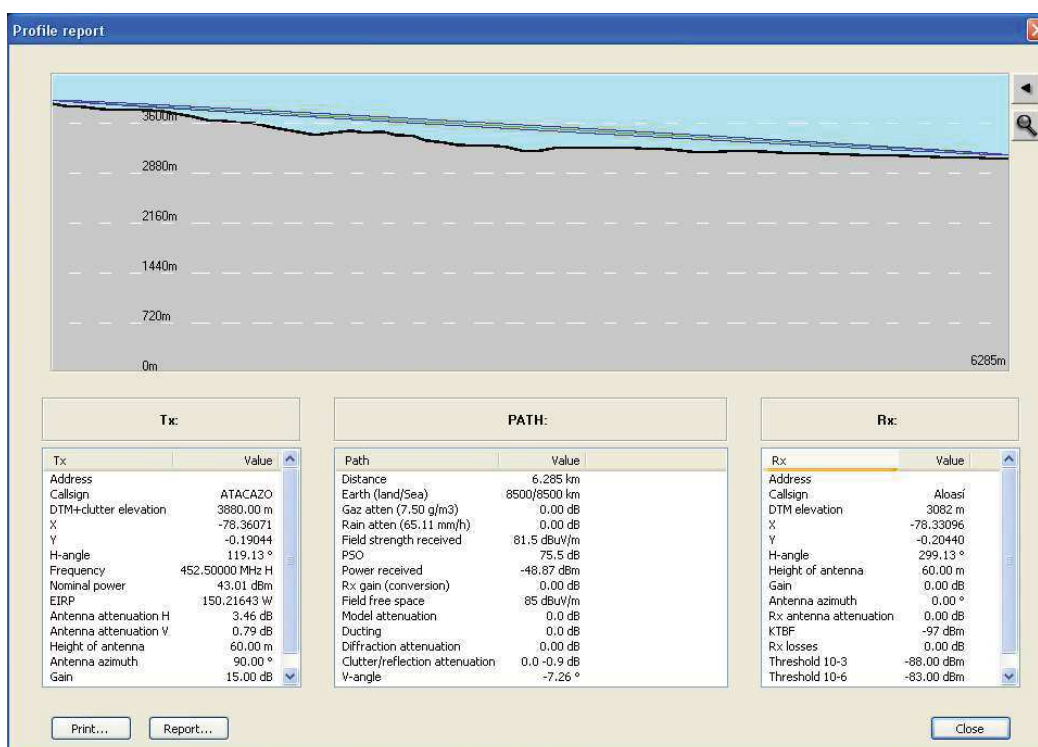 Profile report
3600m
2880m
2160m
1440m
720m
0m
6285m
Tx:
PATH:
Rx:
Tx Value
Address
Callsign ATACAZO
DTM+clutter elevation 3880.00 m
X -78.36071
Y -0.19044
H-angle 119.13 °
Frequency 452.50000 MHz H
Nominal power 43.01 dBm
EIRP 150.21643 W
Antenna attenuation H 3.46 dB
Antenna attenuation V 0.79 dB
Height of antenna 60.00 m
Antenna azimuth 90.00 °
Gain 15.00 dB
Path Value
Distance 6.285 km
Earth (land/Sea) 8500/8500 km
Gaz atten (7.50 g/m3) 0.00 dB
Rain atten (65.11 mm/h) 0.00 dB
Field strength received 81.5 dBuV/m
PSO 75.5 dB
Power received -48.87 dBm
Rx gain (conversion) 0.00 dB
Field free space 85 dBuV/m
Model attenuation 0.0 dB
Ducting 0.0 dB
Diffraction attenuation 0.00 dB
Clutter/reflection attenuation 0.0 -0.9 dB
V-angle -7.26 °
Rx Value
Address
Callsign Aloasí
DTM elevation 3082 m
X -78.33096
Y -0.20440
H-angle 299.13 °
Height of antenna 60.00 m
Gain 0.00 dB
Antenna azimuth 0.00 °
Rx antenna attenuation 0.00 dB
KTBF -97 dBm
Rx losses 0.00 dB
Threshold 10-3 -88.00 dBm
Threshold 10-6 -83.00 dBm
Print...
Report...
Close